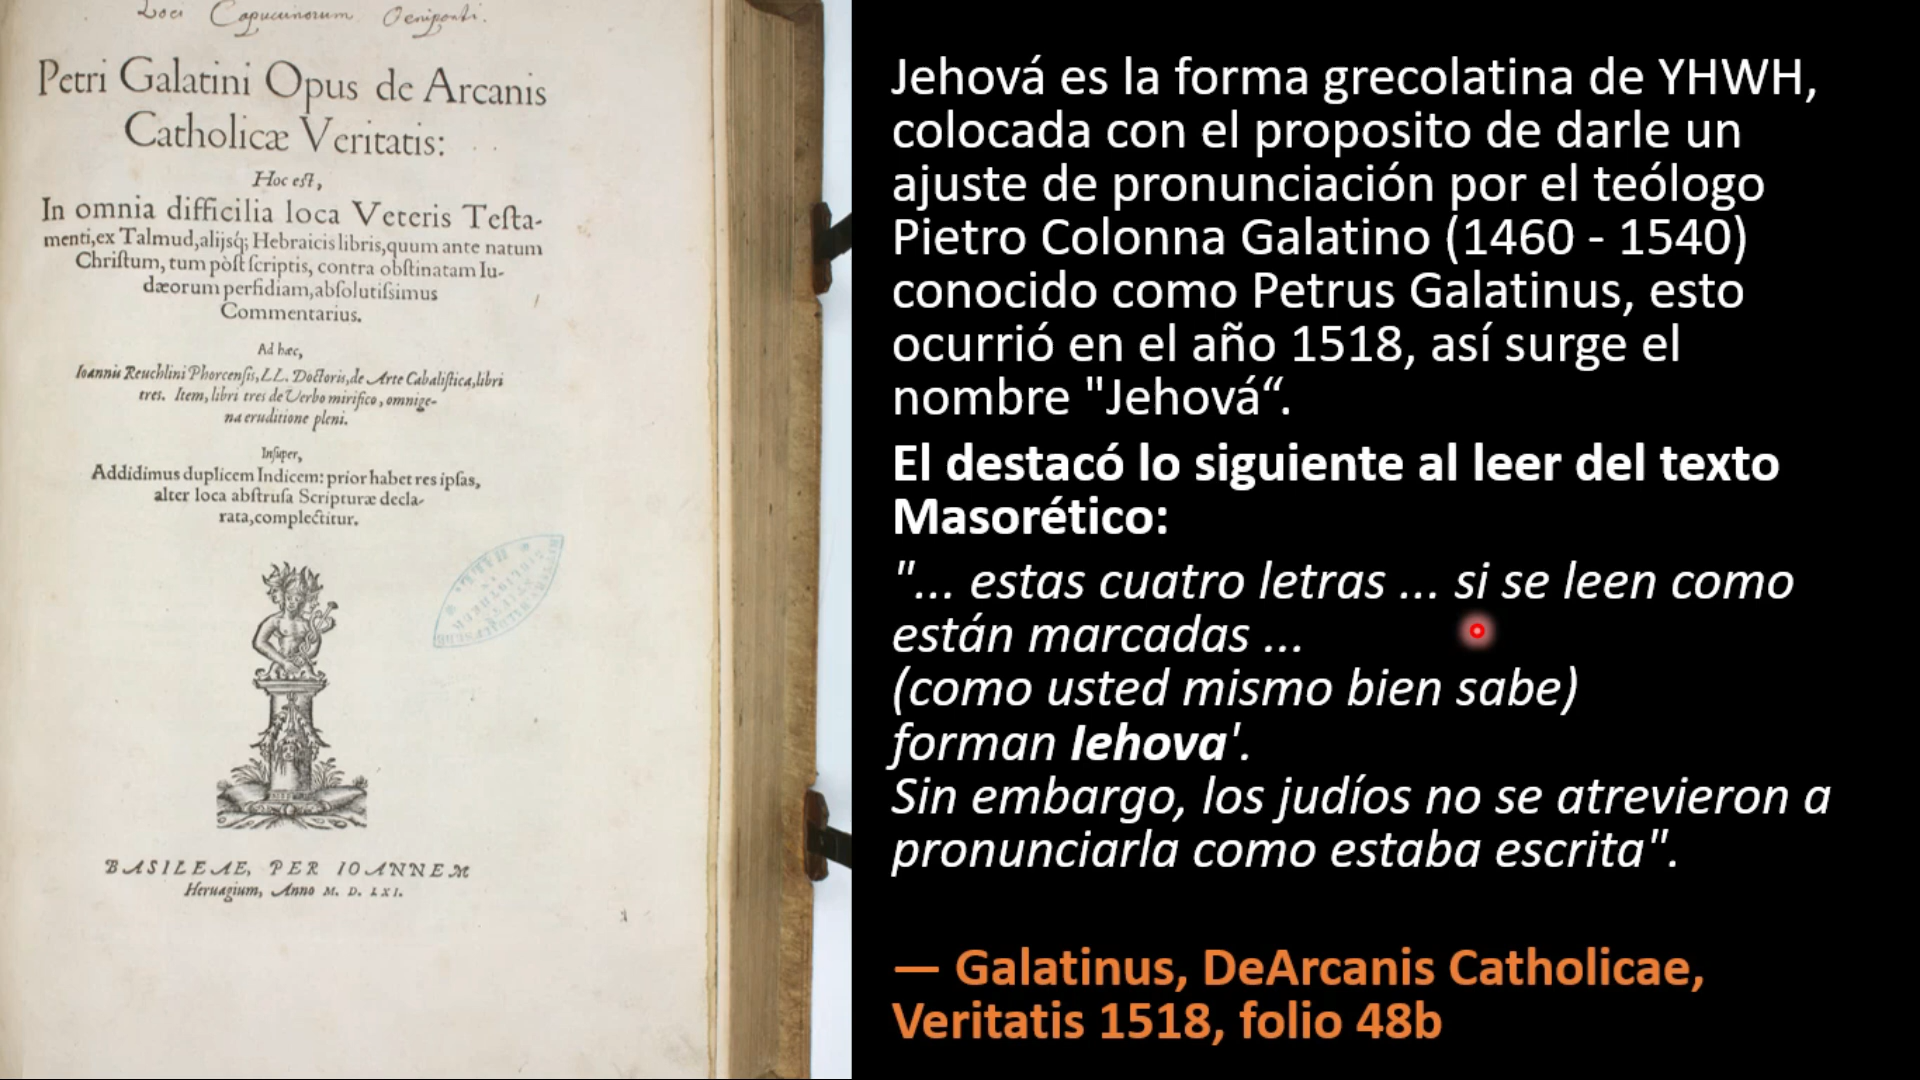 Loci Capucinorum Oeniponti.
Petri Galatini Opus de Arcanis
Catholicæ Veritatis:
Hoc eſt,
In omnia difficilia loca Veteris Teſta-
menti, ex Talmud, alijsq́; Hebraicis libris, quum ante natum
Chriſtum, tum pòſt ſcriptis, contra obſtinatam Iu-
dæorum perfidiam, abſolutiſsimus
Commentarius.
Ad hæc,
Ioannis Reuchlini Phorcenſis, LL. Doctoris, de Arte Cabaliſtica, libri
tres. Item, libri tres de Verbo mirifico, omnige-
na eruditione pleni.
Inſuper,
Addidimus duplicem Indicem: prior habet res ipſas,
alter loca abſtruſa Scripturæ decla-
rata, complectitur.
BASILEAE, PER IOANNEM
Heruagium, Anno M. D. LXI.
Jehová es la forma grecolatina de YHWH,
colocada con el proposito de darle un
ajuste de pronunciación por el teólogo
Pietro Colonna Galatino (1460 - 1540)
conocido como Petrus Galatinus, esto
ocurrió en el año 1518, así surge el
nombre "Jehová“.
El destacó lo siguiente al leer del texto
Masorético:
"... estas cuatro letras ... si se leen como
están marcadas ...
(como usted mismo bien sabe)
forman Iehova'.
Sin embargo, los judíos no se atrevieron a
pronunciarla como estaba escrita".
— Galatinus, DeArcanis Catholicae,
Veritatis 1518, folio 48b